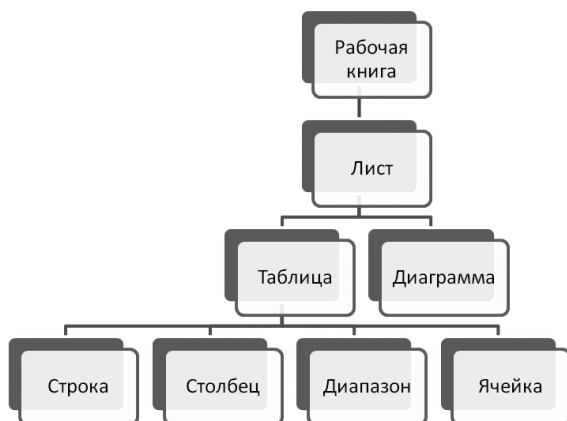 Рабочая
книга
Лист
Таблица
Диаграмма
Строка
Столбец
Диапазон
Ячейка